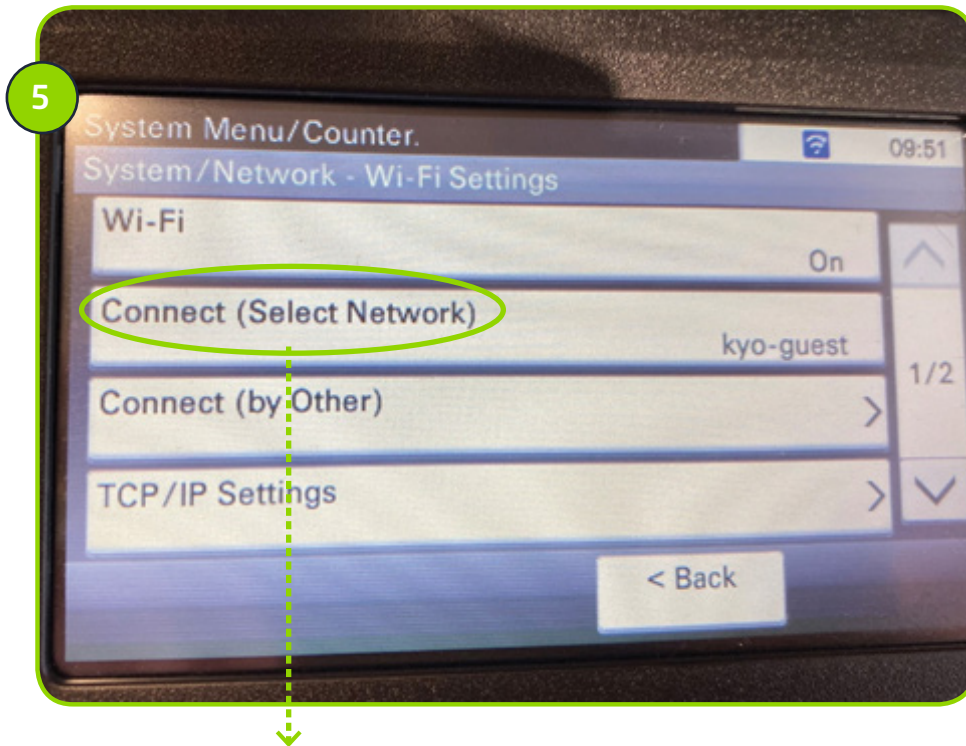 5
System Menu/Counter.
09:51
System/Network - Wi-Fi Settings
Wi-Fi
On
Connect (Select Network)
kyo-guest
1/2
Connect (by Other)
TCP/IP Settings
< Back